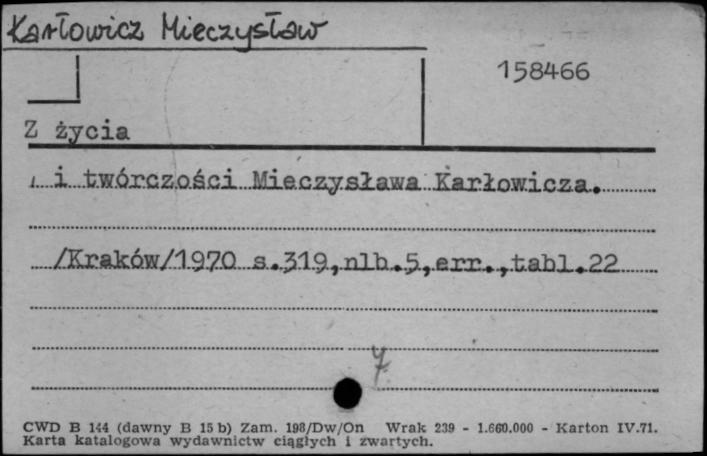 Karłowicz Mieczysław
158466
Z życia
i twórczości Mieczysława Karłowicza.
/Kraków/1970 s.319,nlb.5,err.,tabl.22
7
CWD B 144 (dawny B 15 b) Zam. 198/Dw/On Wrak 239 - 1.660.000 - Karton IV.71.
Karta katalogowa wydawnictw ciągłych i zwartych.